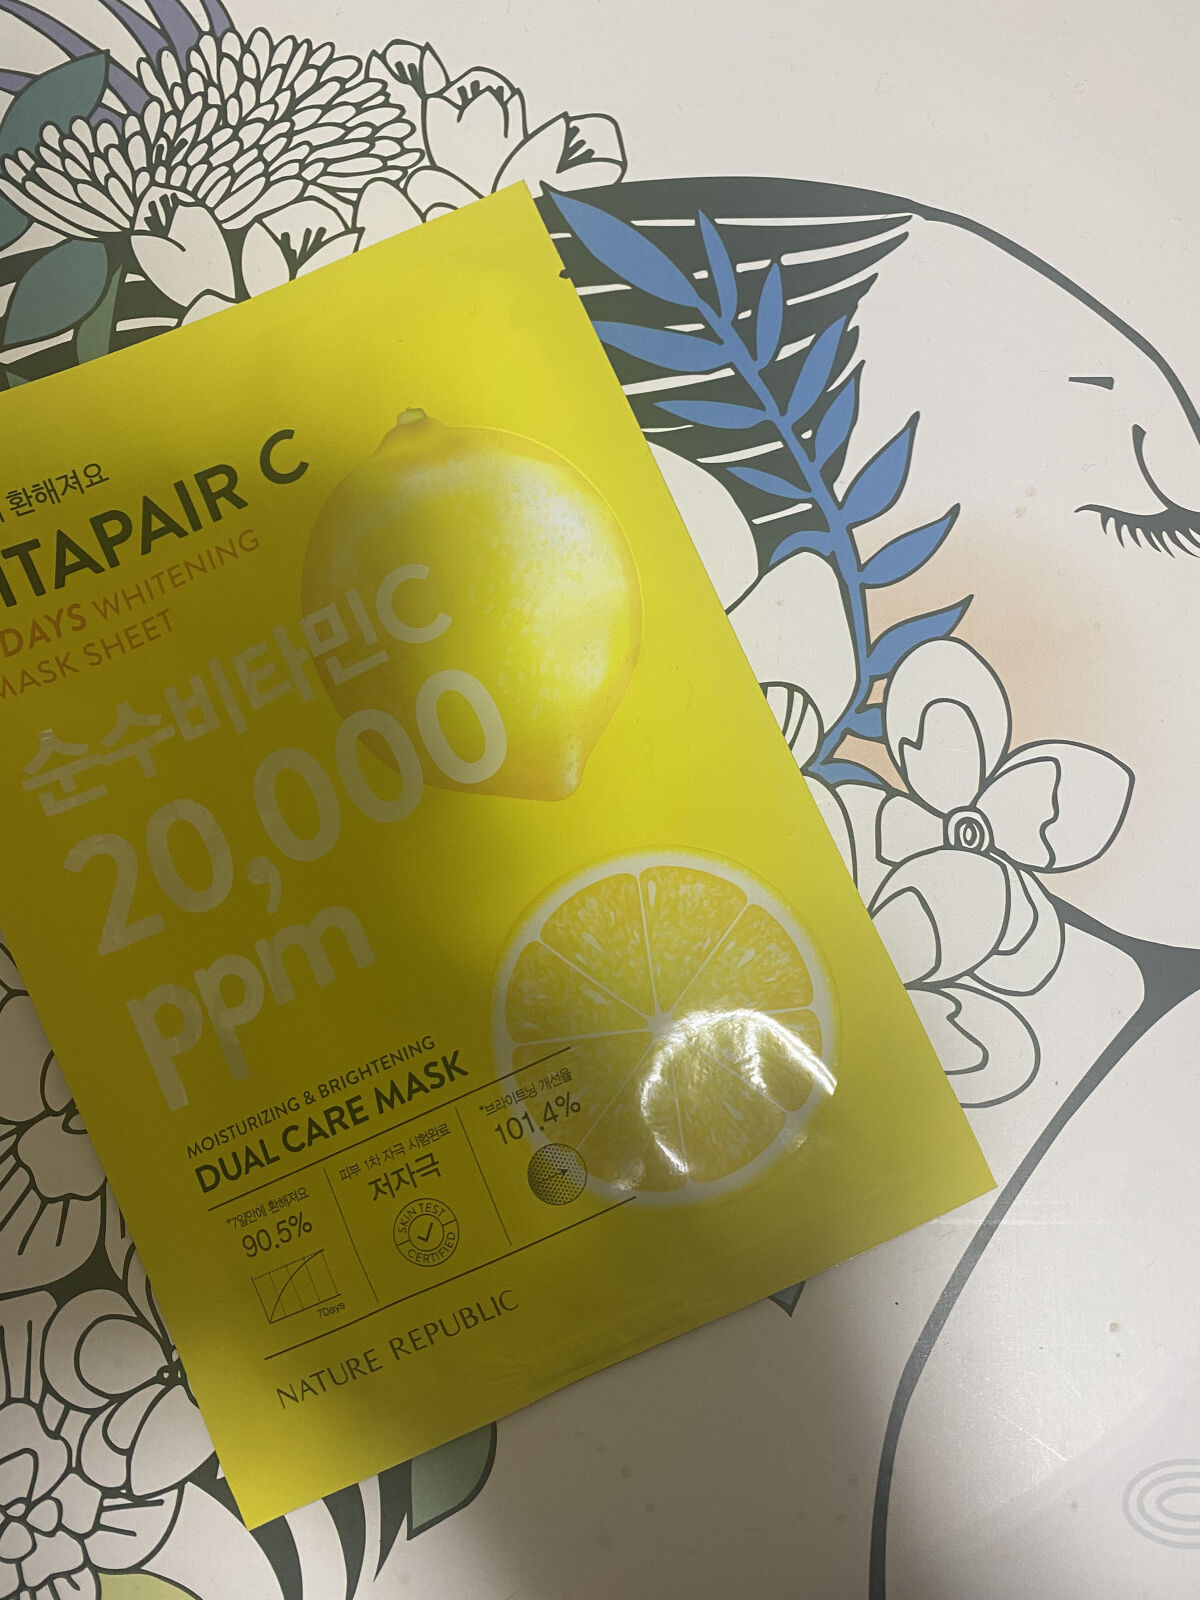 환해져요
ITAPAIR C
DAYS WHITENING
MASK SHEET
순수비타민C
20,000
ppm
MOISTURIZING & BRIGHTENING
DUAL CARE MASK
*7일만에 환해져요
90.5%
7Days
피부 1차 자극 시험완료
저자극
SKIN TEST
CERTIFIED
*브라이트닝 개선율
101.4%
NATURE REPUBLIC